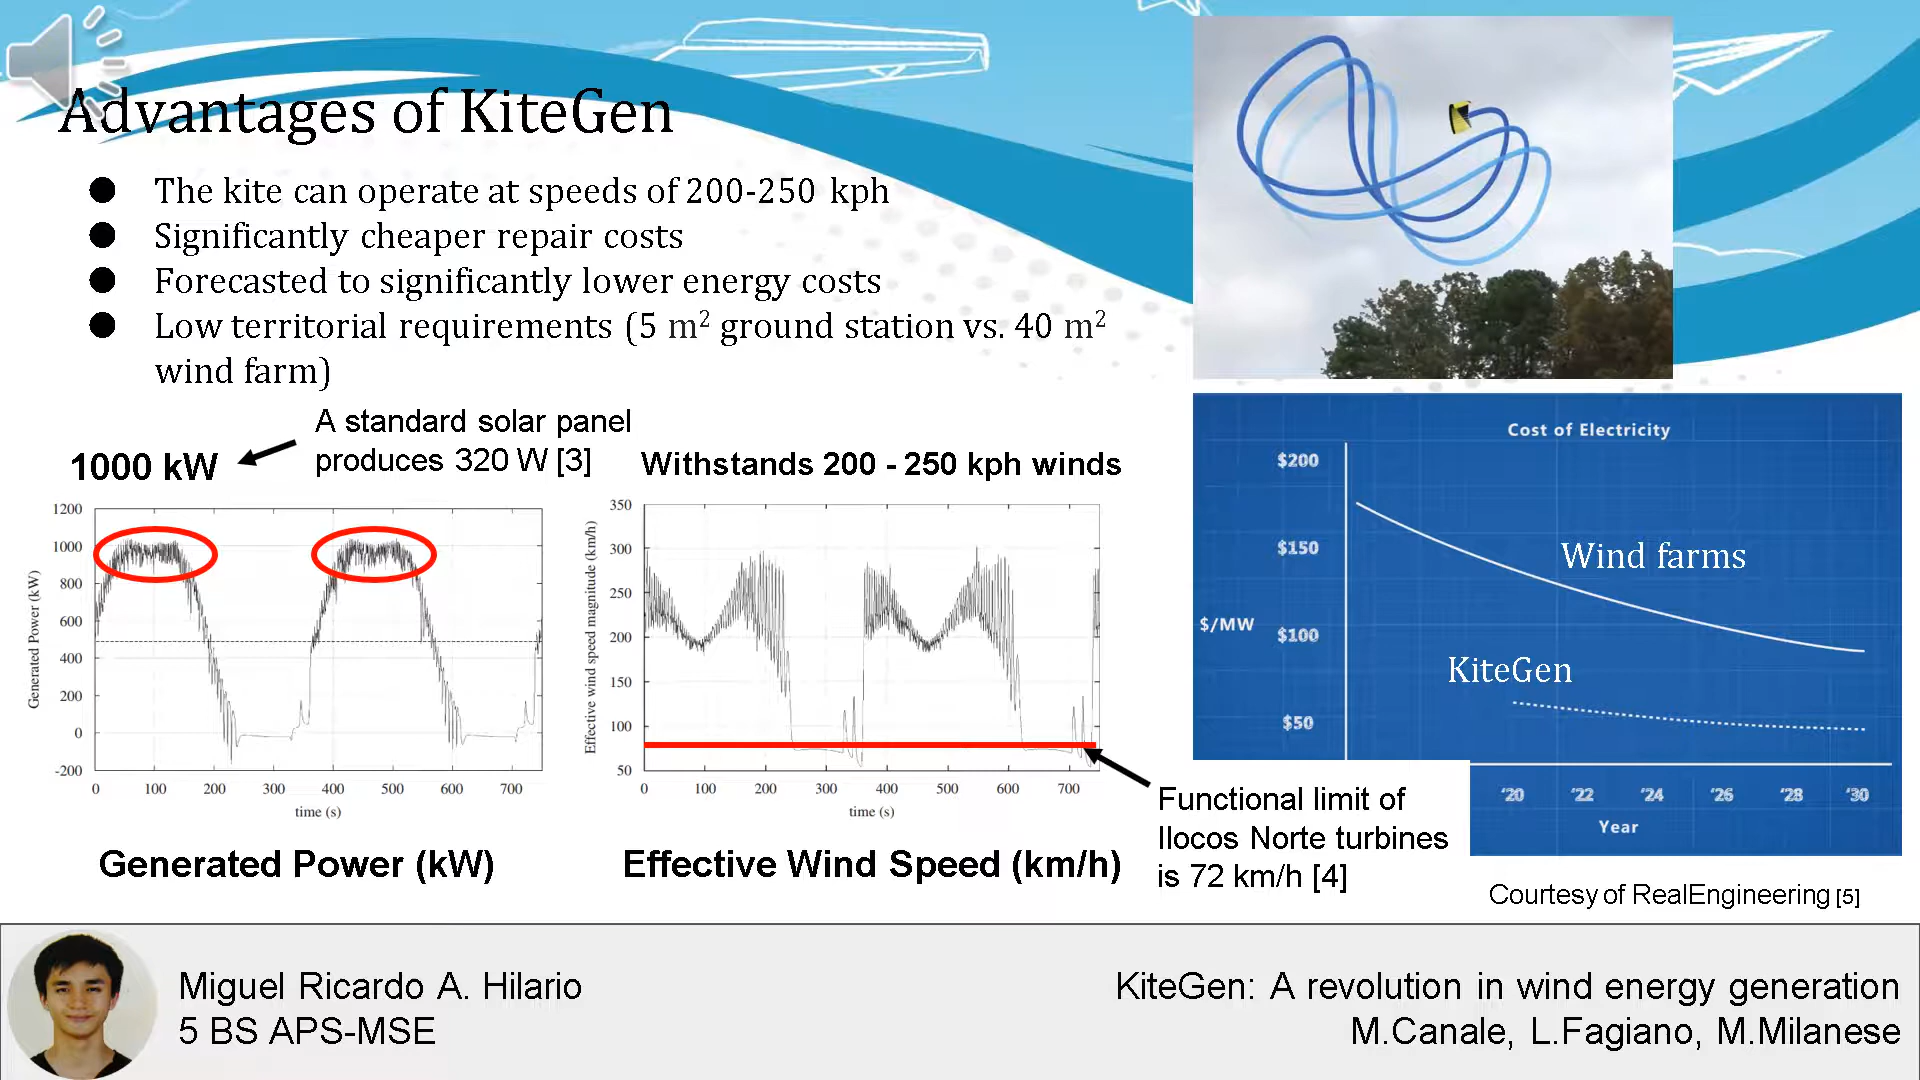 Advantages of KiteGen
● The kite can operate at speeds of 200-250 kph
● Significantly cheaper repair costs
● Forecasted to significantly lower energy costs
● Low territorial requirements (5 m² ground station vs. 40 m²
wind farm)
A standard solar panel
produces 320 W [3]
1000 kW
1200
1000
800
600
400
200
0
-200
Generated Power (kW)
0 100 200 300 400 500 600 700
time (s)
Generated Power (kW)
Withstands 200 - 250 kph winds
350
300
250
200
150
100
50
Effective wind speed magnitude (km/h)
0 100 200 300 400 500 600 700
time (s)
Effective Wind Speed (km/h)
Functional limit of
Ilocos Norte turbines
is 72 km/h [4]
Cost of Electricity
$200
$150
$/MW
$100
$50
Wind farms
KiteGen
'20 '22 '24 '26 '28 '30
Year
Courtesy of RealEngineering [5]
Miguel Ricardo A. Hilario
5 BS APS-MSE
KiteGen: A revolution in wind energy generation
M.Canale, L.Fagiano, M.Milanese